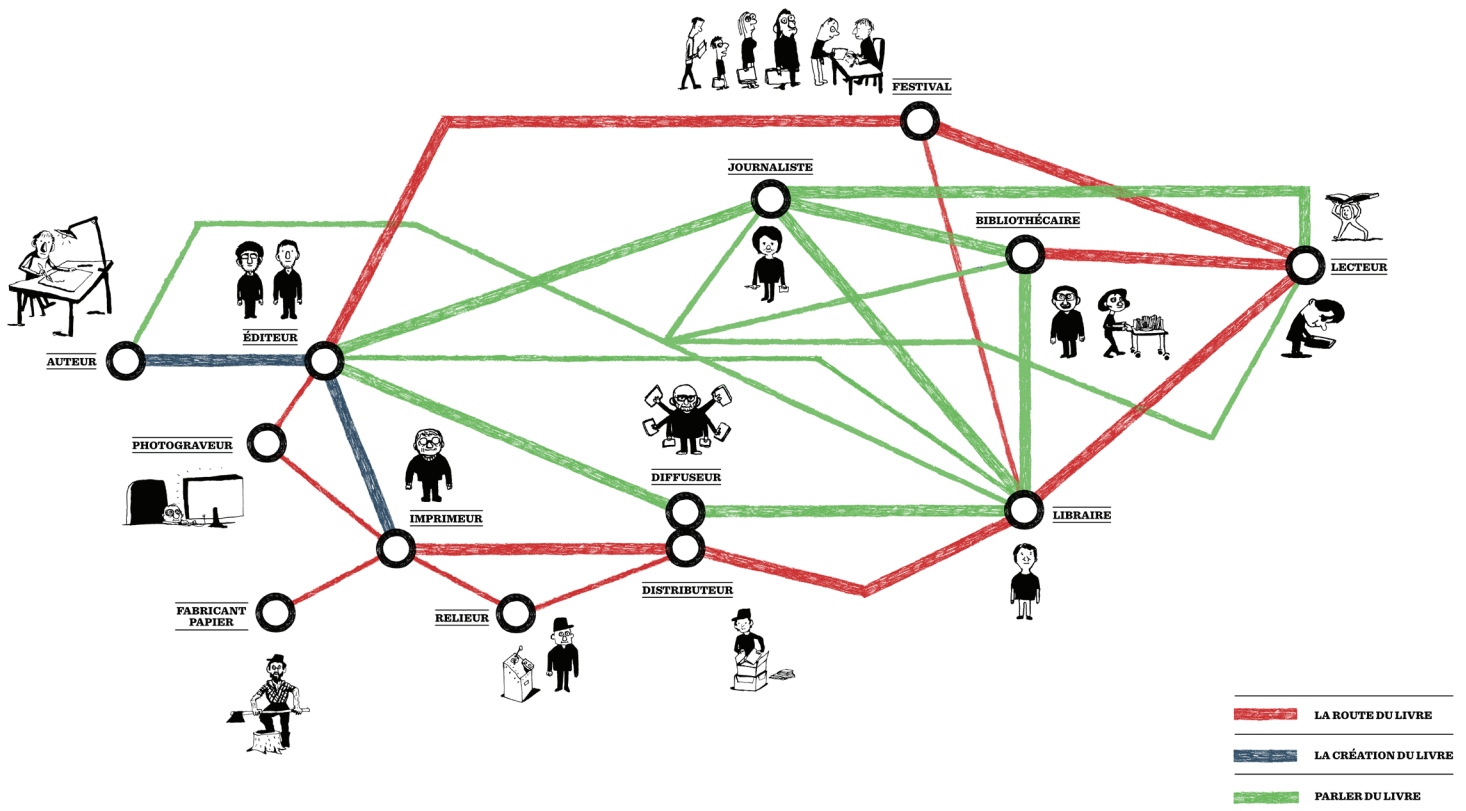 FESTIVAL
JOURNALISTE
BIBLIOTHÉCAIRE
LECTEUR
ÉDITEUR
AUTEUR
PHOTOGRAVEUR
DIFFUSEUR
IMPRIMEUR
LIBRAIRE
DISTRIBUTEUR
FABRICANT
PAPIER
RELIEUR
LA ROUTE DU LIVRE
LA CRÉATION DU LIVRE
PARLER DU LIVRE